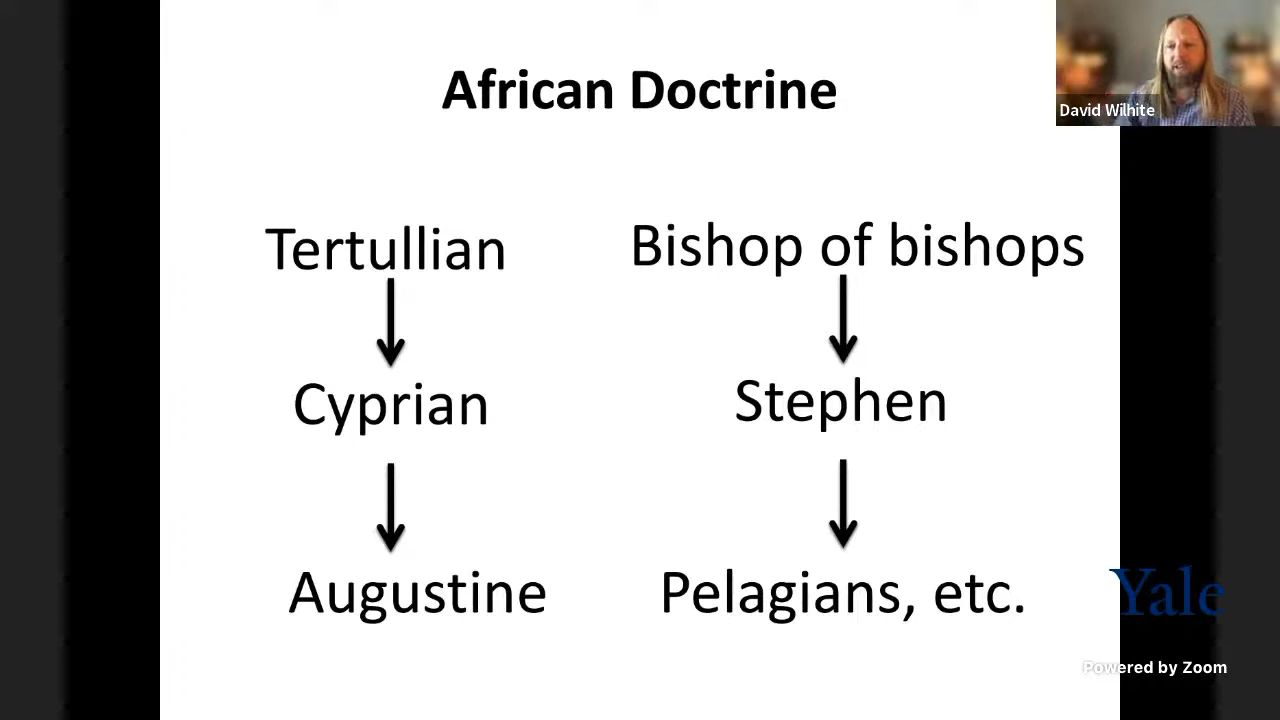 African Doctrine
David Wilhite
Tertullian
Bishop of bishops
Cyprian
Stephen
Augustine
Pelagians, etc.
Yale
Powered by Zoom